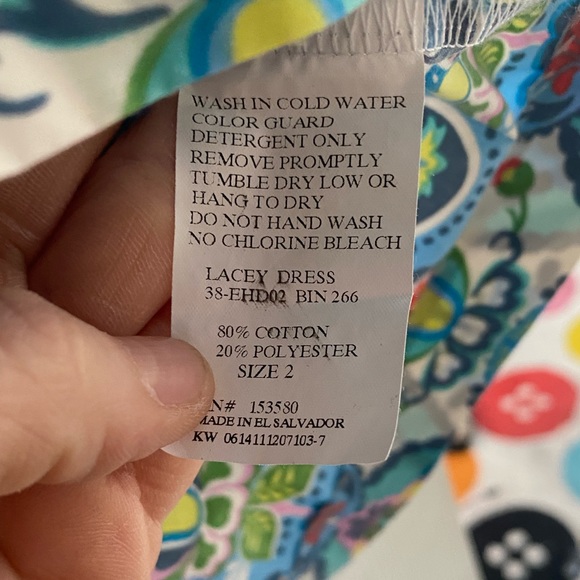 WASH IN COLD WATER
COLOR GUARD
DETERGENT ONLY
REMOVE PROMPTLY
TUMBLE DRY LOW OR
HANG TO DRY
DO NOT HAND WASH
NO CHLORINE BLEACH
LACEY DRESS
38-EHD02 BIN 266
80% COTTON
20% POLYESTER
SIZE 2
N# 153580
MADE IN EL SALVADOR
KW 0614111207103-7